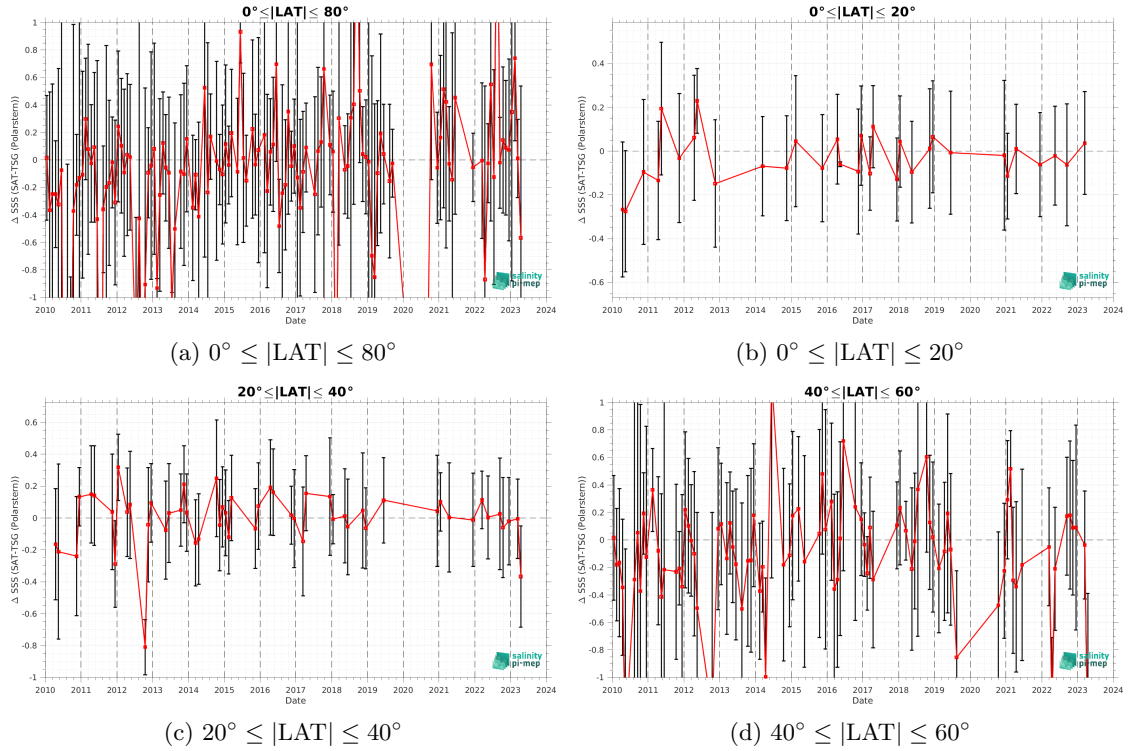 0°≤|LAT|≤ 80°
Δ SSS (SAT-TSG (Polarstern))
1
0.8
0.6
0.4
0.2
0
-0.2
-0.4
-0.6
-0.8
-1
2010 2011 2012 2013 2014 2015 2016 2017 2018 2019 2020 2021 2022 2023 2024
Date
salinity
pi-mep
(a) 0° ≤ |LAT| ≤ 80°
0°≤|LAT|≤ 20°
Δ SSS (SAT-TSG (Polarstern))
0.4
0.2
0
-0.2
-0.4
-0.6
2010 2011 2012 2013 2014 2015 2016 2017 2018 2019 2020 2021 2022 2023 2024
Date
salinity
pi-mep
(b) 0° ≤ |LAT| ≤ 20°
20°≤|LAT|≤ 40°
Δ SSS (SAT-TSG (Polarstern))
0.6
0.4
0.2
0
-0.2
-0.4
-0.6
-0.8
-1
2010 2011 2012 2013 2014 2015 2016 2017 2018 2019 2020 2021 2022 2023 2024
Date
salinity
pi-mep
(c) 20° ≤ |LAT| ≤ 40°
40°≤|LAT|≤ 60°
Δ SSS (SAT-TSG (Polarstern))
1
0.8
0.6
0.4
0.2
0
-0.2
-0.4
-0.6
-0.8
-1
2010 2011 2012 2013 2014 2015 2016 2017 2018 2019 2020 2021 2022 2023 2024
Date
salinity
pi-mep
(d) 40° ≤ |LAT| ≤ 60°